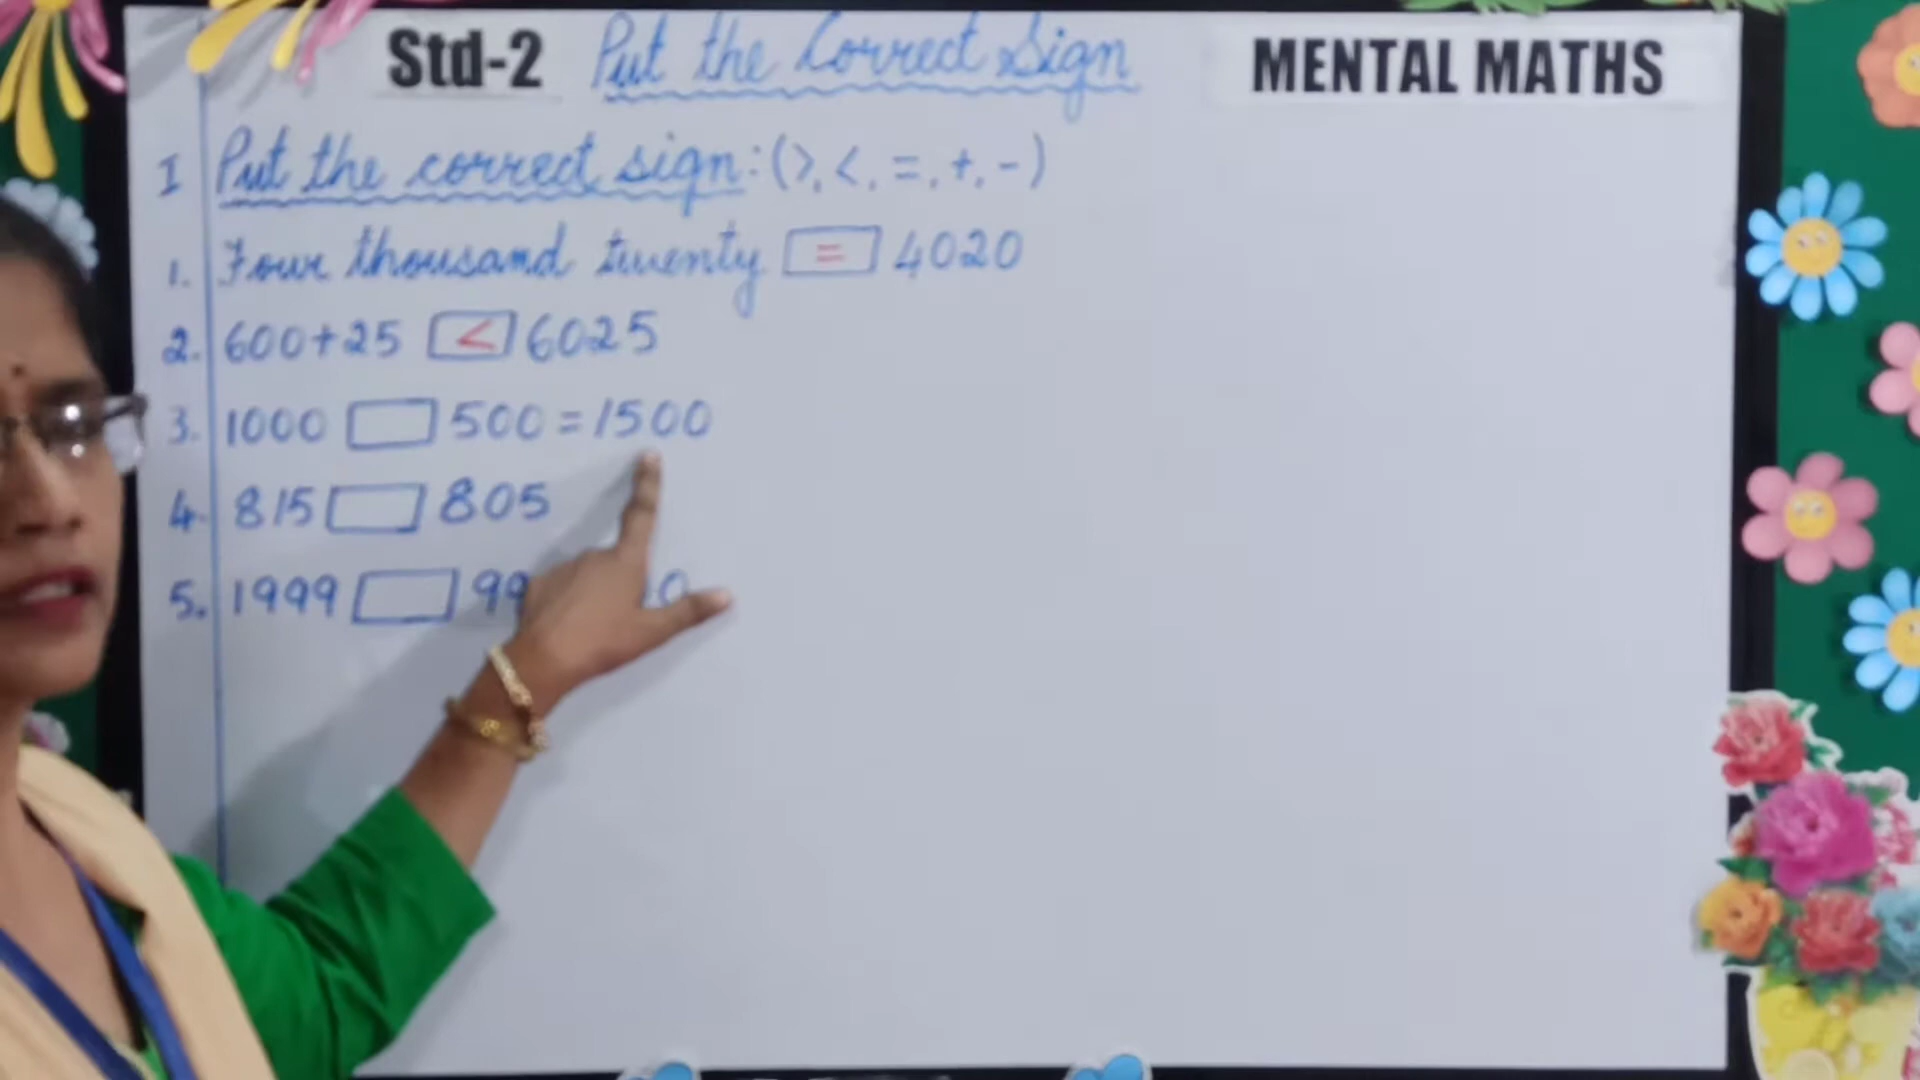 Std-2 Put the Correct Sign MENTAL MATHS
I Put the correct sign: (>, <, =, +, -)
1. Four thousand twenty = 4020
2. 600+25 < 6025
3. 1000 500 = 1500
4. 815 805
5. 1999